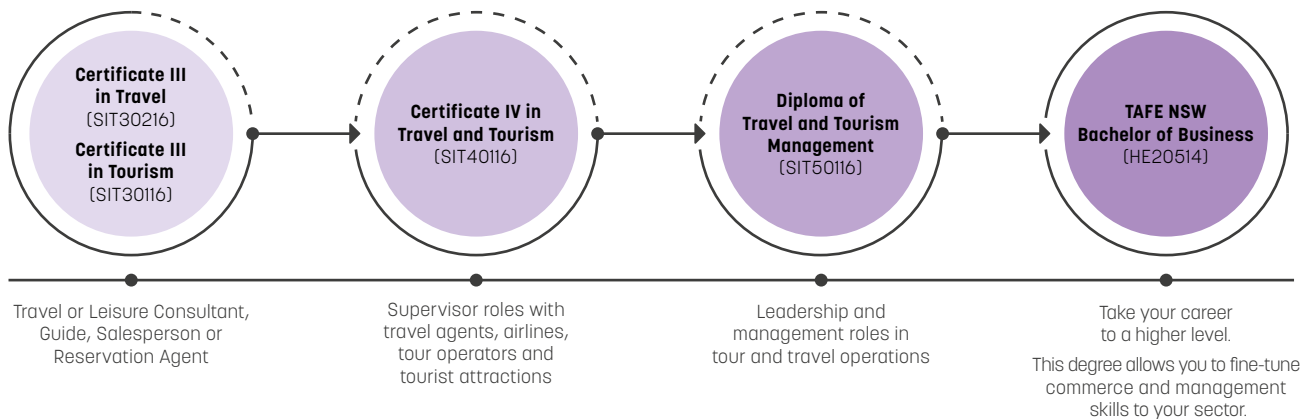 Certificate III
in Travel
(SIT30216)
Certificate III
in Tourism
(SIT30116)
Certificate IV in
Travel and Tourism
(SIT40116)
Diploma of
Travel and Tourism
Management
(SIT50116)
TAFE NSW
Bachelor of Business
(HE20514)
Travel or Leisure Consultant,
Guide, Salesperson or
Reservation Agent
Supervisor roles with
travel agents, airlines,
tour operators and
tourist attractions
Leadership and
management roles in
tour and travel operations
Take your career
to a higher level.
This degree allows you to fine-tune
commerce and management
skills to your sector.